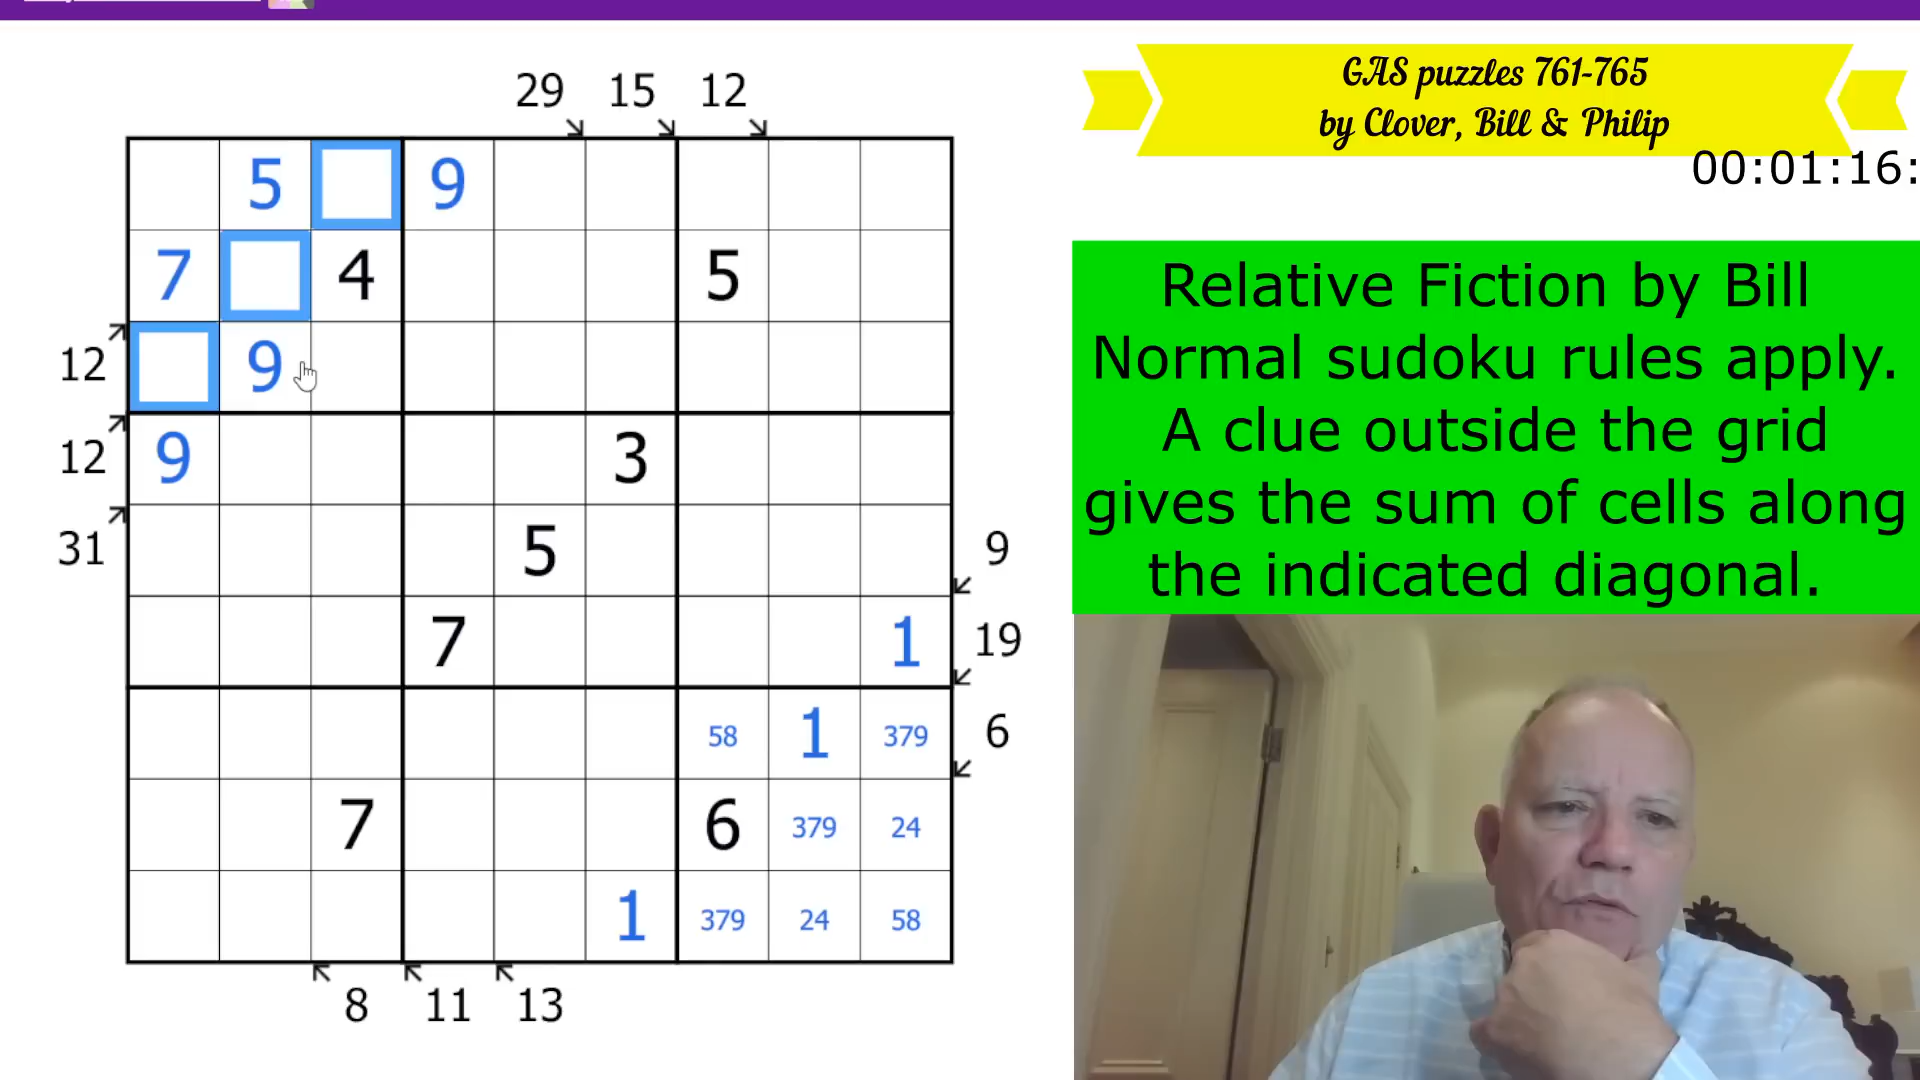 GAS puzzles 761-765
by Clover, Bill & Philip
00:01:16:
Relative Fiction by Bill
Normal sudoku rules apply.
A clue outside the grid
gives the sum of cells along
the indicated diagonal.
29 15 12
5 9
7 4 5
12 9
12 9 3
31 5 9
7 1 19
58 1 379 6
7 6 379 24
1 379 24 58
8 11 13